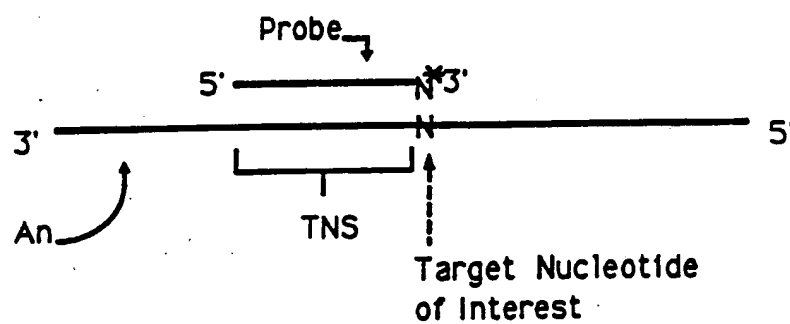 Probe
5' N*3'
3' N 5'
An
TNS
Target Nucleotide
of Interest